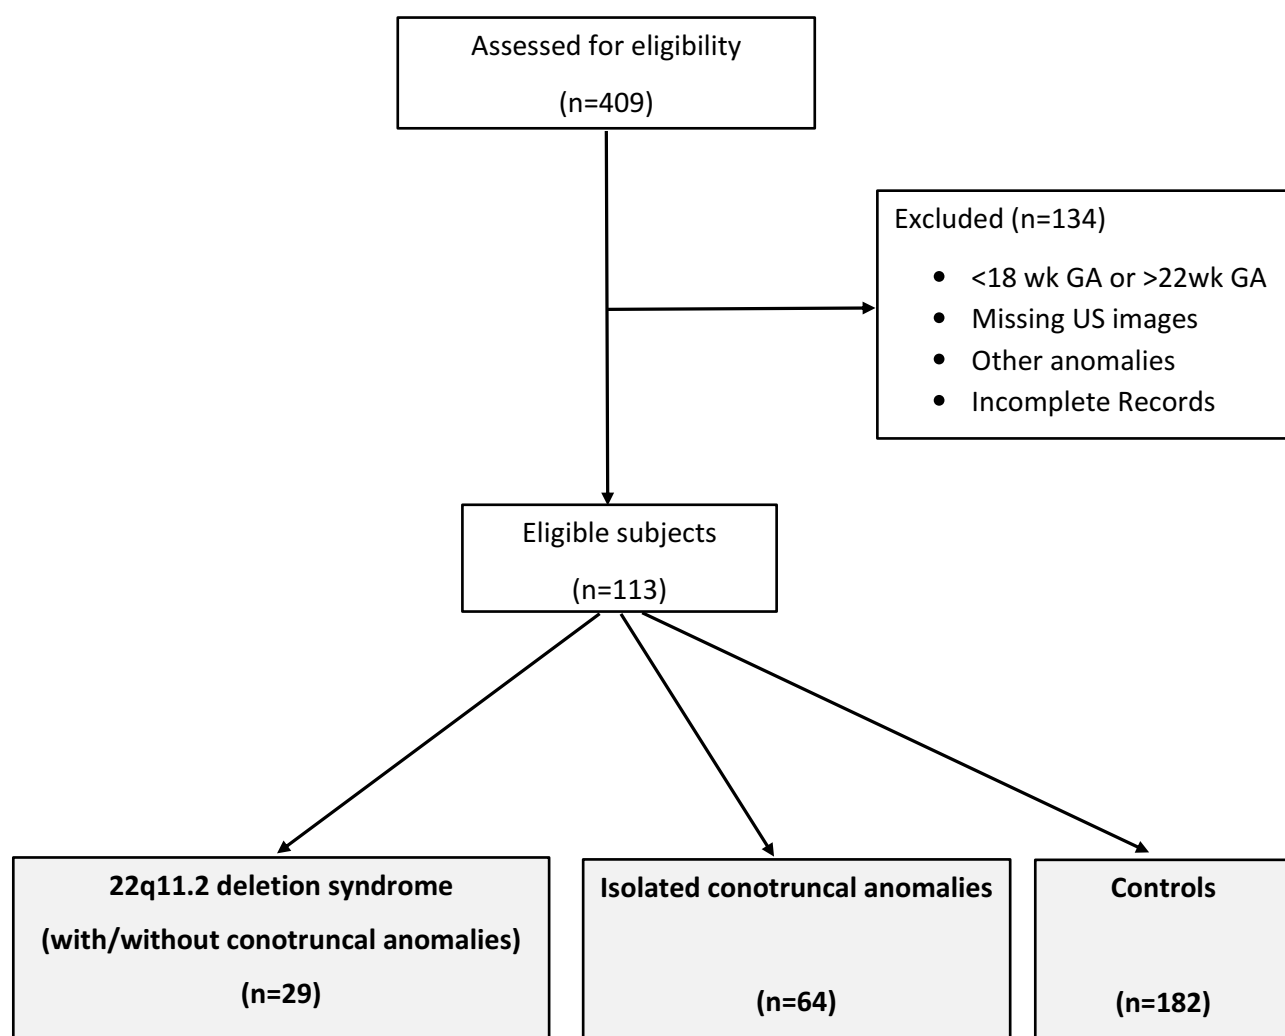 Assessed for eligibility
(n=409)
Excluded (n=134)
• <18 wk GA or >22wk GA
• Missing US images
• Other anomalies
• Incomplete Records
Eligible subjects
(n=113)
22q11.2 deletion syndrome
(with/without conotruncal anomalies)
(n=29)
Isolated conotruncal anomalies
(n=64)
Controls
(n=182)